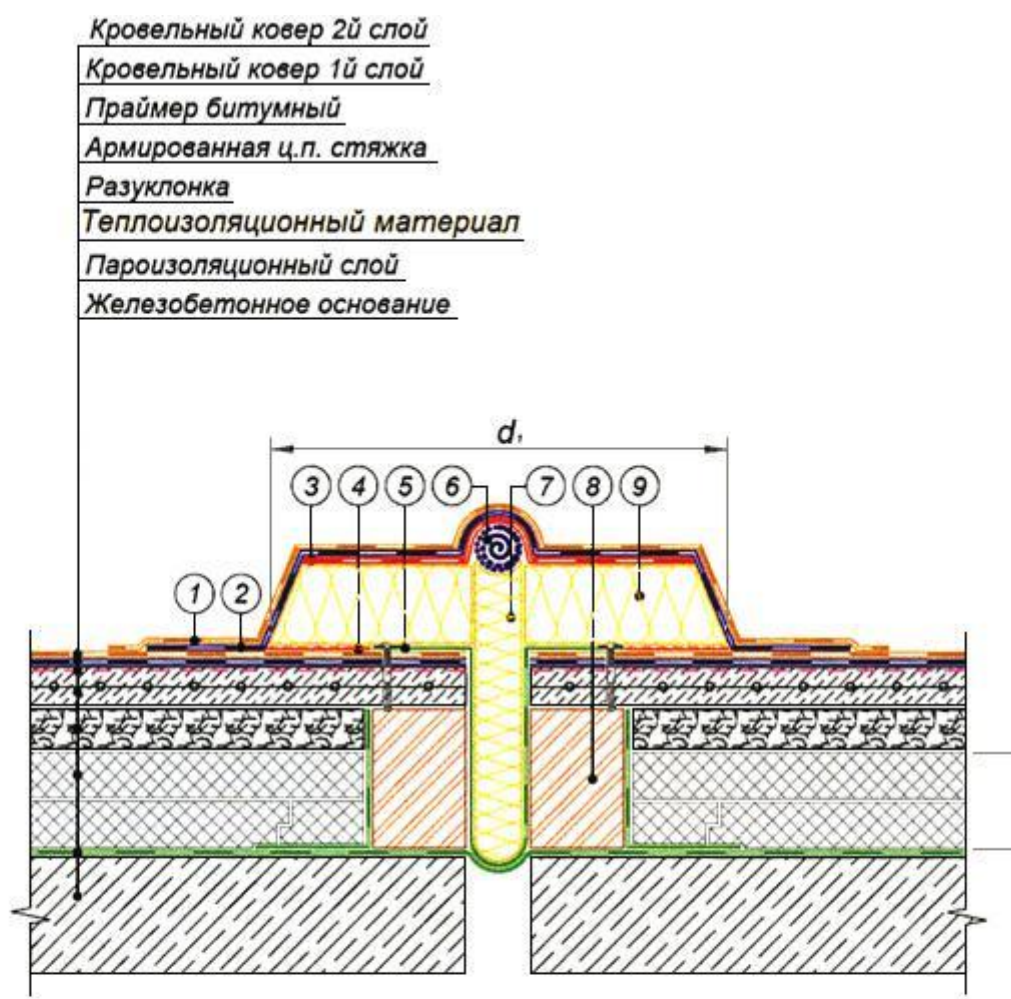 Кровельный ковер 2й слой
Кровельный ковер 1й слой
Праймер битумный
Армированная ц.п. стяжка
Разуклонка
Теплоизоляционный материал
Пароизоляционный слой
Железобетонное основание
d₁
3 4 5 6 7 8 9
1 2